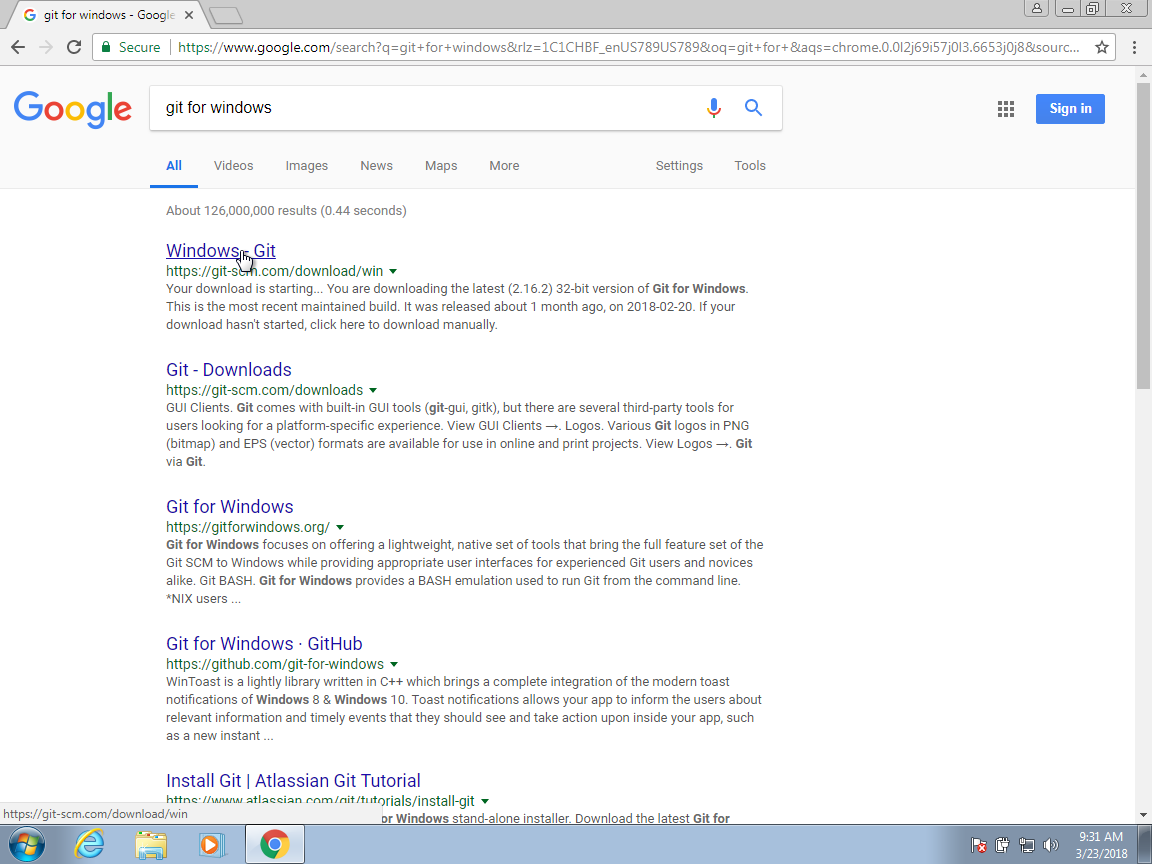 git for windows - Google
Secure https://www.google.com/search?q=git+for+windows&rlz=1C1CHBF_enUS789US789&oq=git+for+&aqs=chrome.0.0l2j69i57j0l3.6653j0j8&sourc...
Google
git for windows
Sign in
All Videos Images News Maps More Settings Tools
About 126,000,000 results (0.44 seconds)
Windows - Git
https://git-scm.com/download/win
Your download is starting... You are downloading the latest (2.16.2) 32-bit version of Git for Windows.
This is the most recent maintained build. It was released about 1 month ago, on 2018-02-20. If your
download hasn't started, click here to download manually.
Git - Downloads
https://git-scm.com/downloads
GUI Clients. Git comes with built-in GUI tools (git-gui, gitk), but there are several third-party tools for
users looking for a platform-specific experience. View GUI Clients →. Logos. Various Git logos in PNG
(bitmap) and EPS (vector) formats are available for use in online and print projects. View Logos →. Git
via Git.
Git for Windows
https://gitforwindows.org/
Git for Windows focuses on offering a lightweight, native set of tools that bring the full feature set of the
Git SCM to Windows while providing appropriate user interfaces for experienced Git users and novices
alike. Git BASH. Git for Windows provides a BASH emulation used to run Git from the command line.
*NIX users ...
Git for Windows · GitHub
https://github.com/git-for-windows
WinToast is a lightly library written in C++ which brings a complete integration of the modern toast
notifications of Windows 8 & Windows 10. Toast notifications allows your app to inform the users about
relevant information and timely events that they should see and take action upon inside your app, such
as a new instant ...
Install Git | Atlassian Git Tutorial
https://www.atlassian.com/git/tutorials/install-git
https://git-scm.com/download/win
or Windows stand-alone installer. Download the latest Git for
9:31 AM
3/23/2018